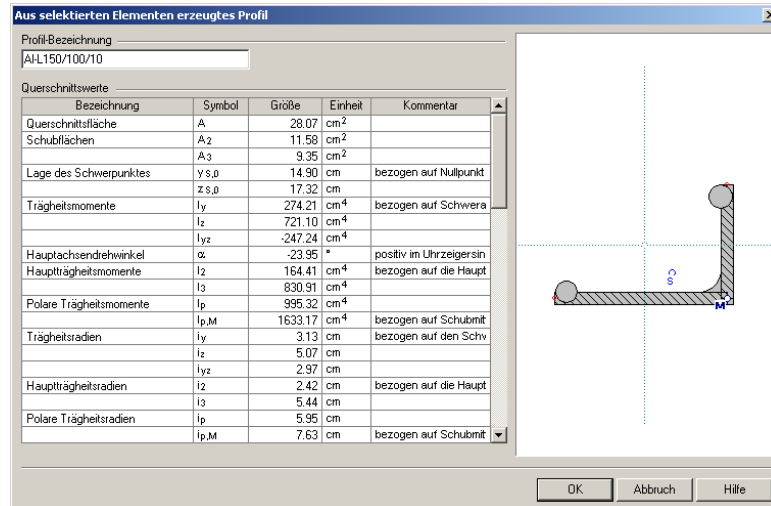 Aus selektierten Elementen erzeugtes Profil
Profil-Bezeichnung
Al-L150/100/10
Querschnittswerte
Bezeichnung Symbol Größe Einheit Kommentar
Querschnittsfläche A 28.07 cm2
Schubflächen A2 11.58 cm2
A3 9.35 cm2
Lage des Schwerpunktes ys,0 14.90 cm bezogen auf Nullpunkt
zs,0 17.32 cm
Trägheitsmomente Iy 274.21 cm4 bezogen auf Schwera
Iz 721.10 cm4
Iyz -247.24 cm4
Hauptachsendrehwinkel α -23.95 ° positiv im Uhrzeigersin
Hauptträgheitsmomente I2 164.41 cm4 bezogen auf die Haupt
I3 830.91 cm4
Polare Trägheitsmomente Ip 995.32 cm4
Ip,M 1633.17 cm4 bezogen auf Schubmit
Trägheitsradien iy 3.13 cm bezogen auf den Schv
iz 5.07 cm
iyz 2.97 cm
Hauptträgheitsradien i2 2.42 cm bezogen auf die Haupt
i3 5.44 cm
Polare Trägheitsradien ip 5.95 cm
ip,M 7.63 cm bezogen auf Schubmit
S
M
OK Abbruch Hilfe